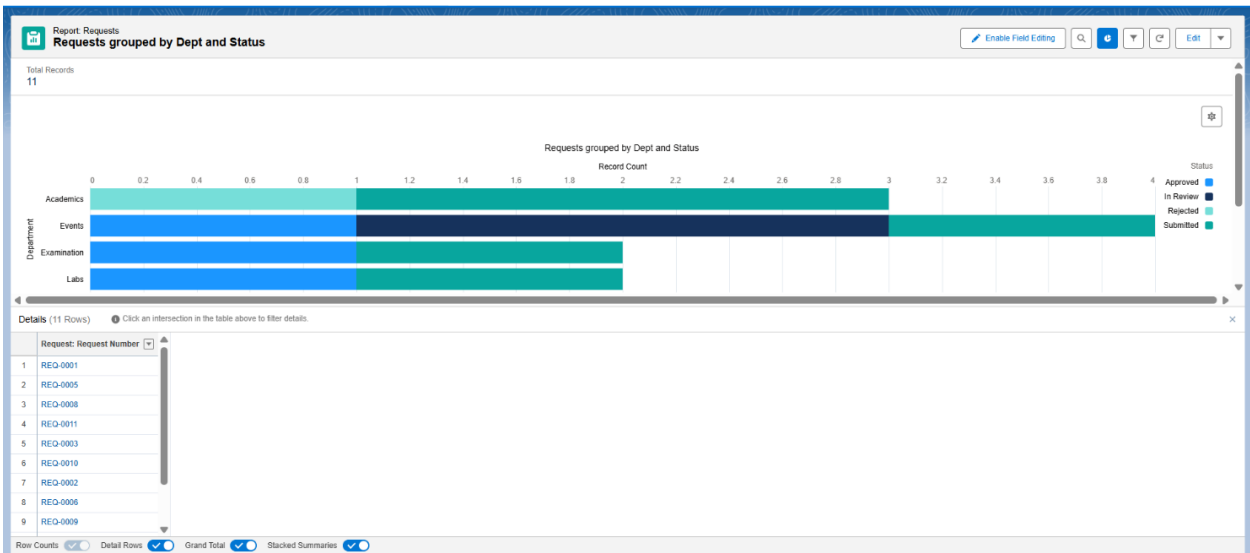 Report: Requests
Requests grouped by Dept and Status
Enable Field Editing
Edit
Total Records
11
Requests grouped by Dept and Status
Record Count
Status
0 0.2 0.4 0.6 0.8 1 1.2 1.4 1.6 1.8 2 2.2 2.4 2.6 2.8 3 3.2 3.4 3.6 3.8 4
Approved
In Review
Rejected
Submitted
Department
Academics
Events
Examination
Labs
Details (11 Rows) Click an intersection in the table above to filter details.
Request: Request Number
1 REQ-0001
2 REQ-0005
3 REQ-0008
4 REQ-0011
5 REQ-0003
6 REQ-0010
7 REQ-0002
8 REQ-0006
9 REQ-0009
Row Counts Detail Rows Grand Total Stacked Summaries